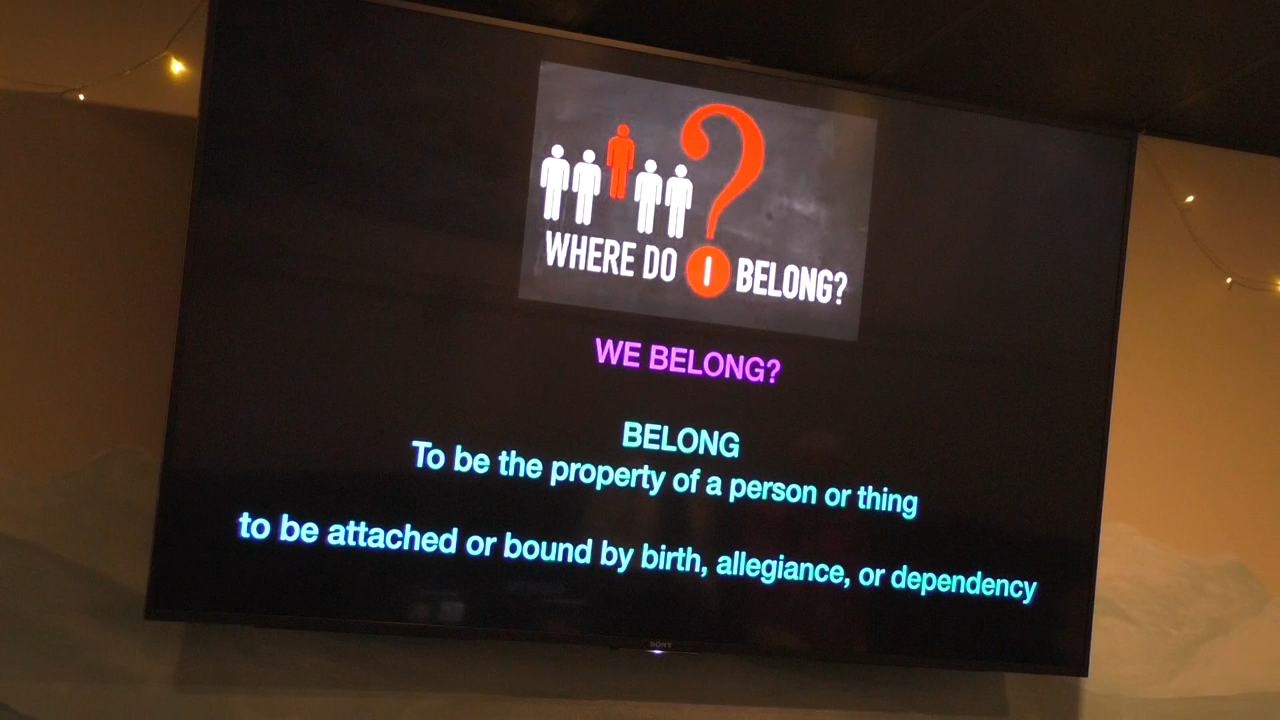 WHERE DO I BELONG?
WE BELONG?
BELONG
To be the property of a person or thing
to be attached or bound by birth, allegiance, or dependency
SONY